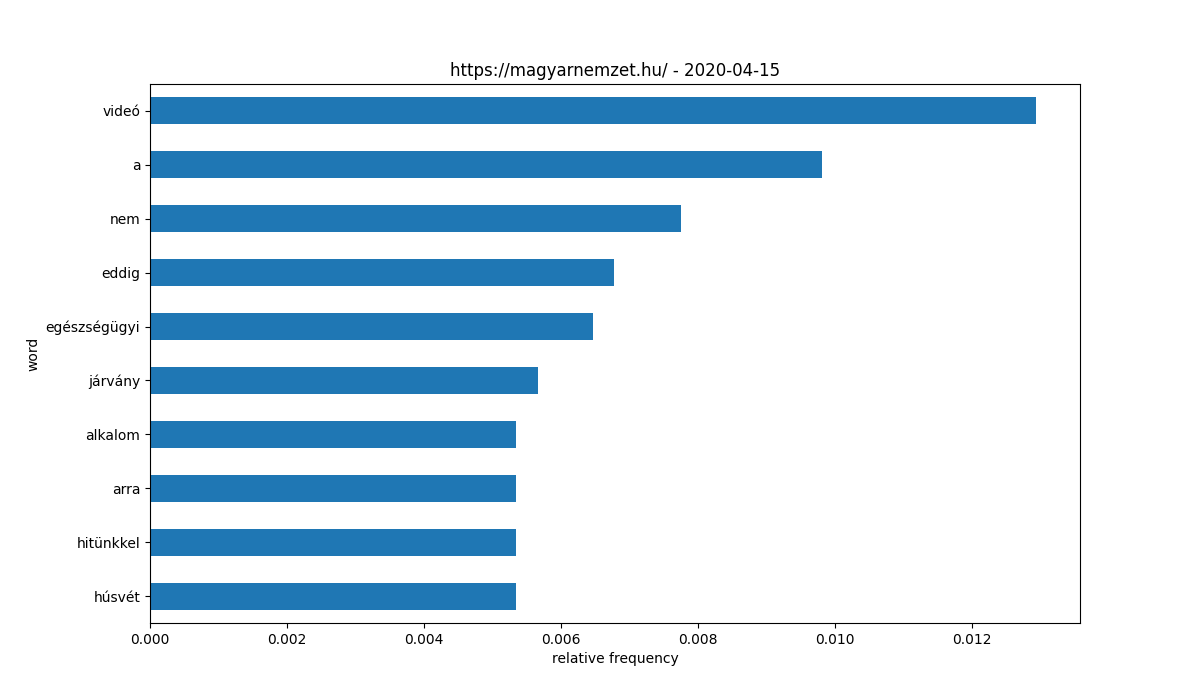 https://magyarnemzet.hu/ - 2020-04-15
word
videó
a
nem
eddig
egészségügyi
járvány
alkalom
arra
hitünkkel
húsvét
0.000 0.002 0.004 0.006 0.008 0.010 0.012
relative frequency